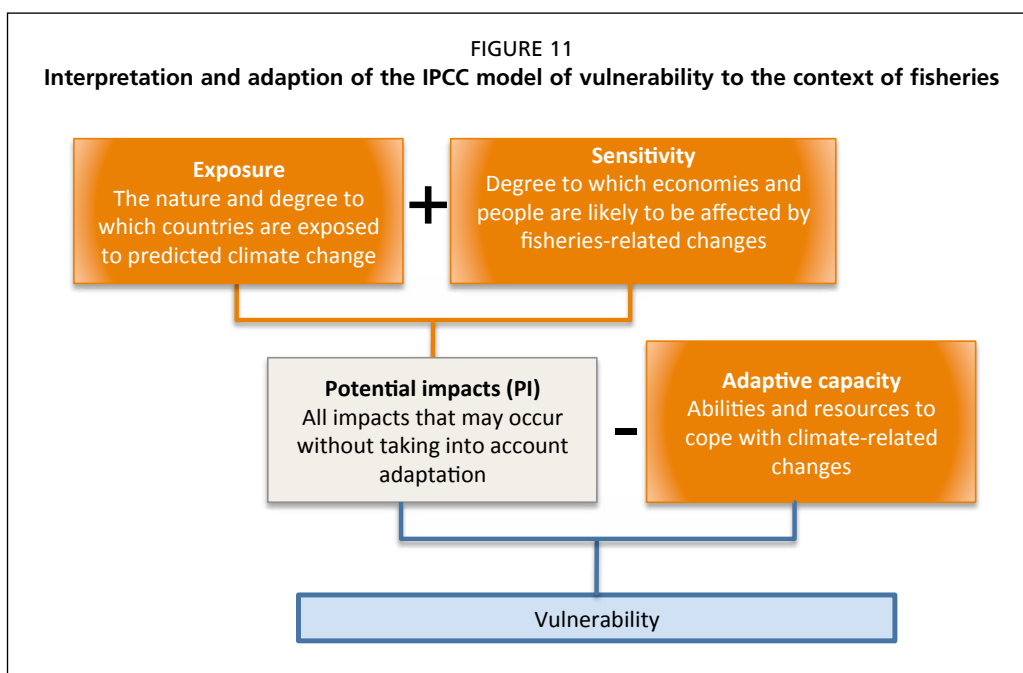 FIGURE 11
Interpretation and adaption of the IPCC model of vulnerability to the context of fisheries
Exposure
The nature and degree to
which countries are exposed
to predicted climate change
+
Sensitivity
Degree to which economies and
people are likely to be affected by
fisheries-related changes
Potential impacts (PI)
All impacts that may occur
without taking into account
adaptation
-
Adaptive capacity
Abilities and resources to
cope with climate-related
changes
Vulnerability